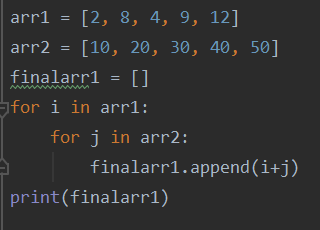 arr1 = [2, 8, 4, 9, 12]
arr2 = [10, 20, 30, 40, 50]
finalarr1 = []
for i in arr1:
    for j in arr2:
        finalarr1.append(i+j)
print(finalarr1)